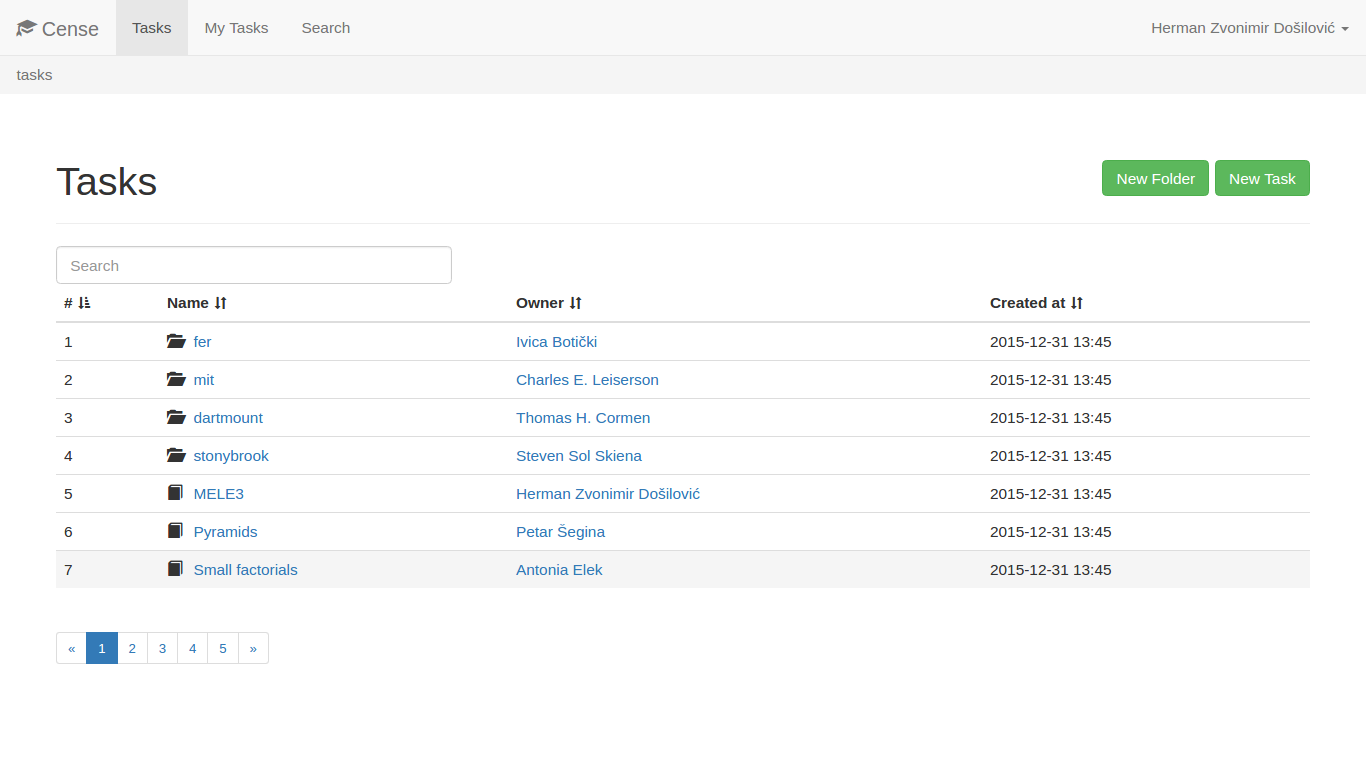 Cense Tasks My Tasks Search Herman Zvonimir Došilović
tasks
Tasks New Folder New Task
Search
# Name Owner Created at
1 fer Ivica Botički 2015-12-31 13:45
2 mit Charles E. Leiserson 2015-12-31 13:45
3 dartmount Thomas H. Cormen 2015-12-31 13:45
4 stonybrook Steven Sol Skiena 2015-12-31 13:45
5 MELE3 Herman Zvonimir Došilović 2015-12-31 13:45
6 Pyramids Petar Šegina 2015-12-31 13:45
7 Small factorials Antonia Elek 2015-12-31 13:45
« 1 2 3 4 5 »